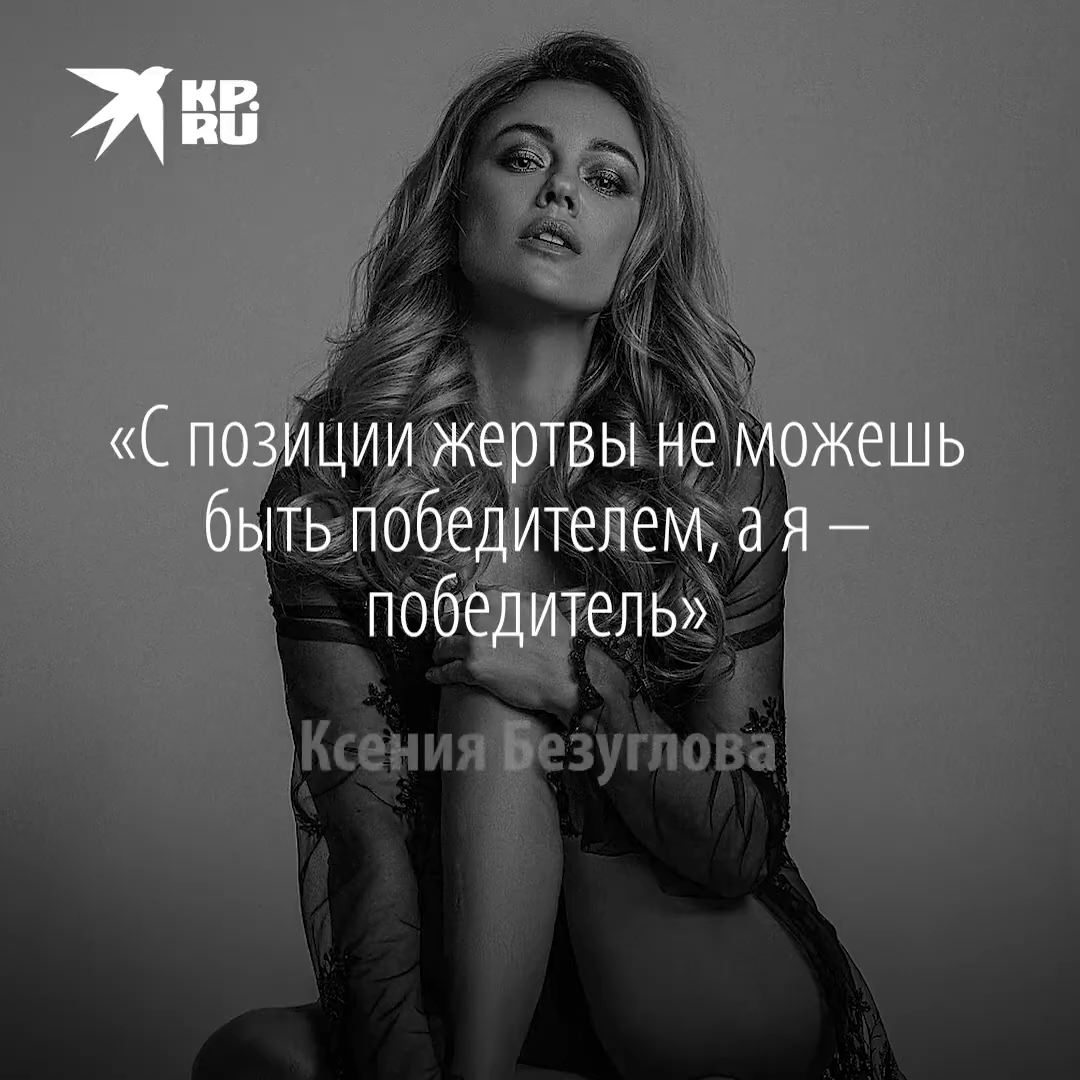 KP.
RU
«С позиции жертвы не можешь
быть победителем, а я —
победитель»
Ксения Безуглова